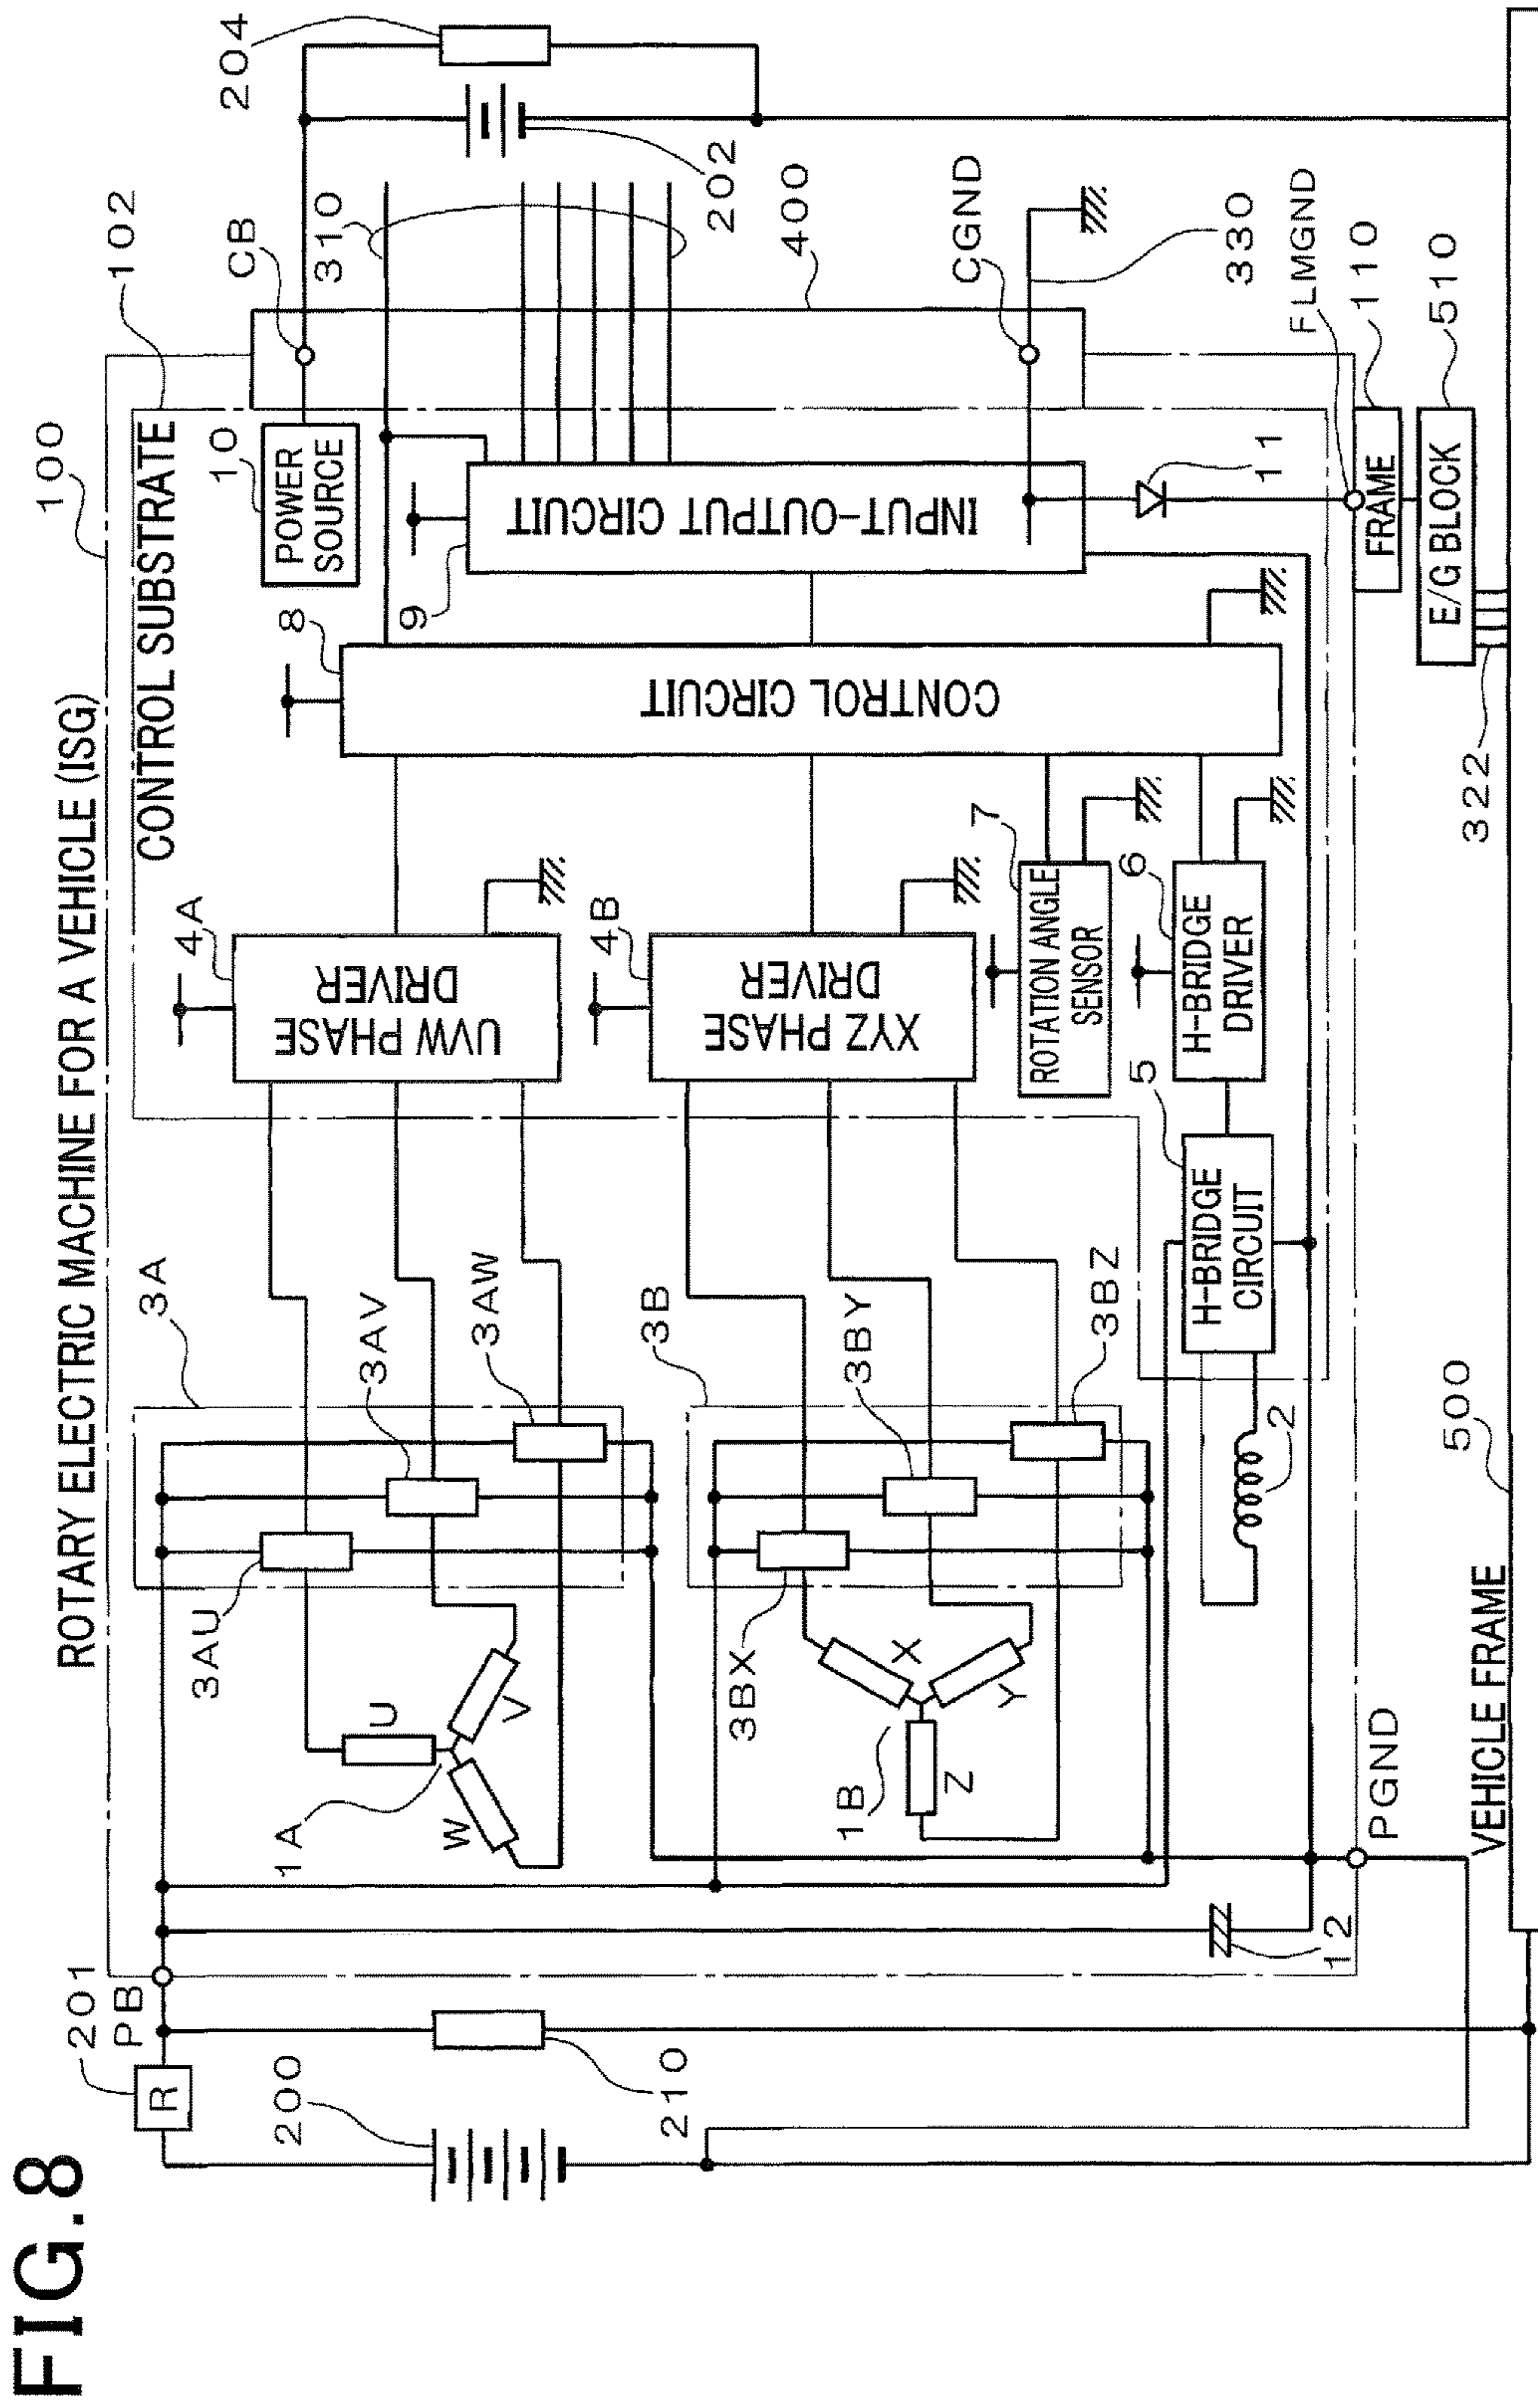 FIG.8
ROTARY ELECTRIC MACHINE FOR A VEHICLE (ISG)
100
102
CONTROL SUBSTRATE
201
R
PB
200
210
3A
3AU
3AV
3AW
1A
U
V
W
4A
UVW PHASE
DRIVER
4B
XYZ PHASE
DRIVER
3B
3BX
3BY
3BZ
1B
X
Y
Z
7
ROTATION ANGLE
SENSOR
6
H-BRIDGE
DRIVER
5
H-BRIDGE
CIRCUIT
2
12
PGND
8
CONTROL CIRCUIT
9
INPUT-OUTPUT CIRCUIT
10
POWER
SOURCE
11
CB
310
204
202
400
CGND
330
FLMGND
110
FRAME
510
E/G BLOCK
322
500
VEHICLE FRAME